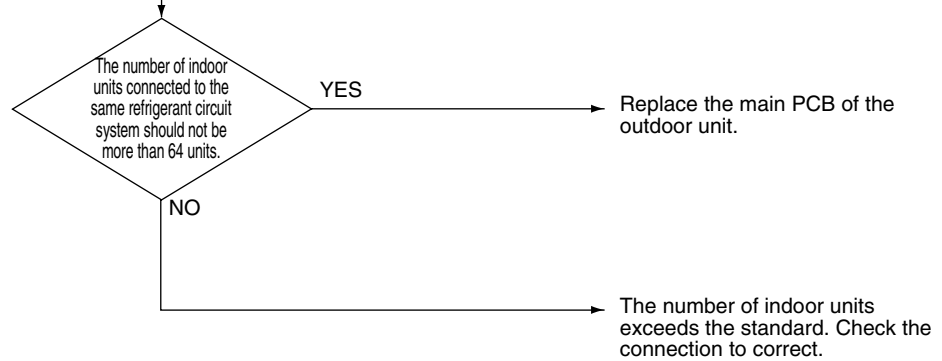 The number of indoor
units connected to the
same refrigerant circuit
system should not be
more than 64 units.
YES
Replace the main PCB of the
outdoor unit.
NO
The number of indoor units
exceeds the standard. Check the
connection to correct.